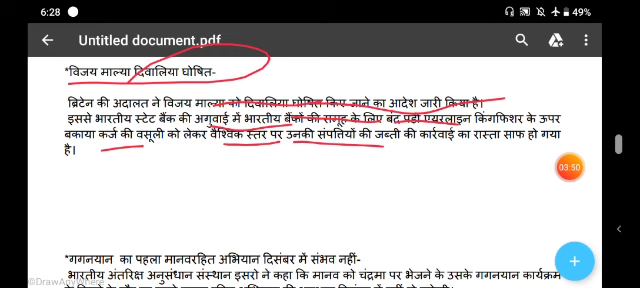 6:28
49%
Untitled document.pdf
*विजय माल्या दिवालिया घोषित-
ब्रिटेन की अदालत ने विजय माल्या को दिवालिया घोषित किए जाने का आदेश जारी किया है।
इससे भारतीय स्टेट बैंक की अगुवाई में भारतीय बैंकों की समूह के लिए बंद पड़ी एयरलाइन किंगफिशर के ऊपर
बकाया कर्ज की वसूली को लेकर वैश्विक स्तर पर उनकी संपत्तियों की जब्ती की कार्रवाई का रास्ता साफ हो गया
है।
03:50
*गगनयान का पहला मानवरहित अभियान दिसंबर में संभव नहीं-
भारतीय अंतरिक्ष अनुसंधान संस्थान इसरो ने कहा कि मानव को चंद्रमा पर भेजने के उसके गगनयान कार्यक्रम
©DrawAnywhere